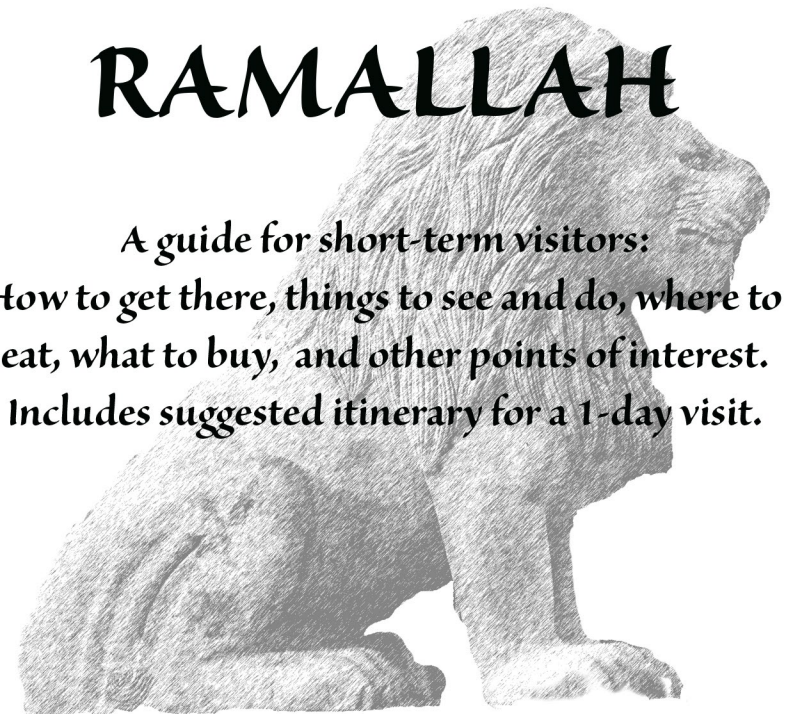 RAMALLAH
A guide for short-term visitors:
How to get there, things to see and do, where to
eat, what to buy, and other points of interest.
Includes suggested itinerary for a 1-day visit.